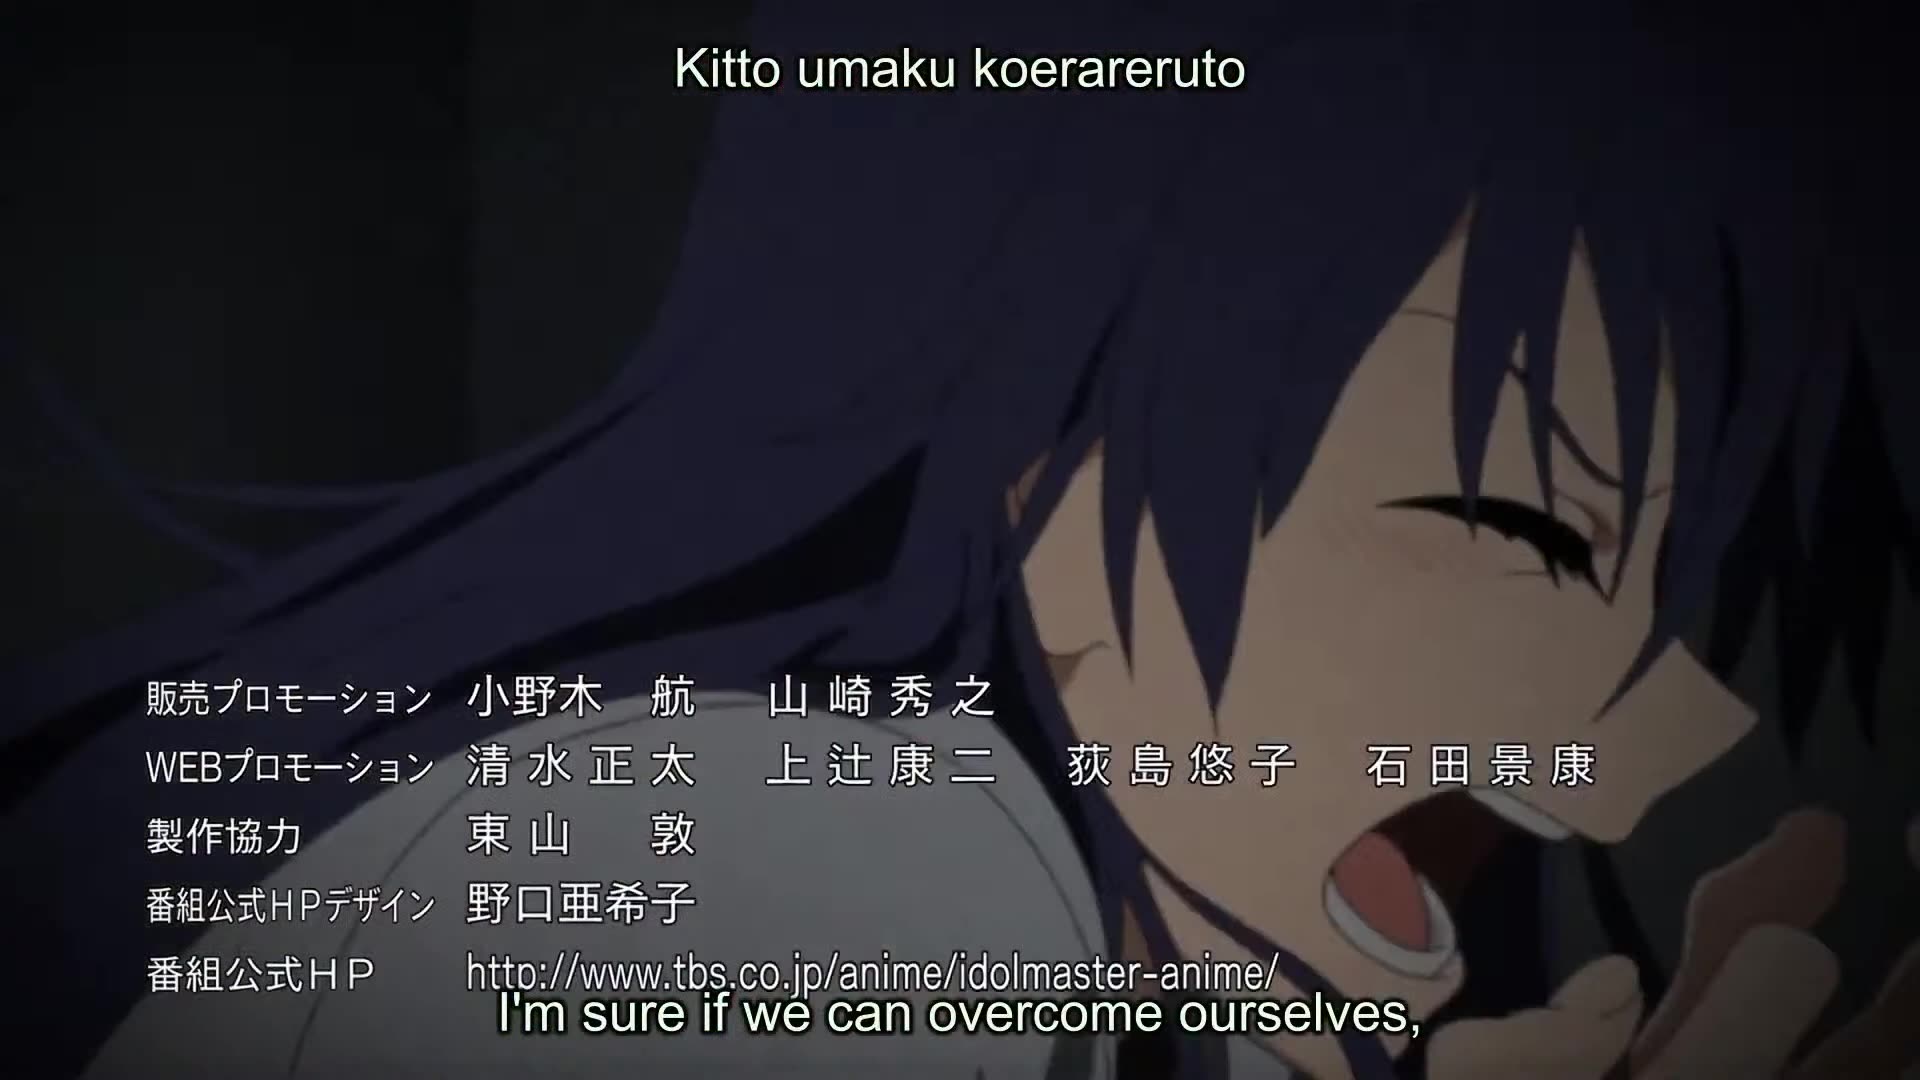 Kitto umaku koerareruto
販売プロモーション 小野木 航 山崎秀之
WEBプロモーション 清水正太 上辻康二 荻島悠子 石田景康
製作協力 東山 敦
番組公式HPデザイン 野口亜希子
番組公式HP http://www.tbs.co.jp/anime/idolmaster-anime/
I'm sure if we can overcome ourselves,